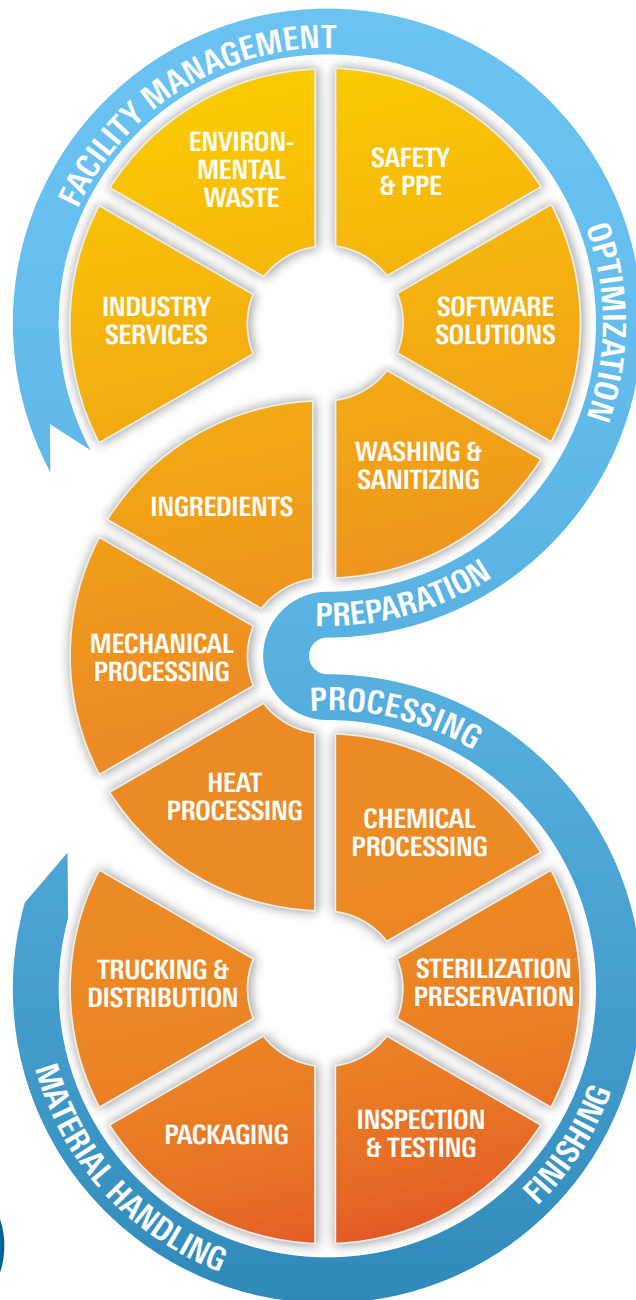 FACILITY MANAGEMENT
OPTIMIZATION
ENVIRON-
MENTAL
WASTE
SAFETY
& PPE
INDUSTRY
SERVICES
SOFTWARE
SOLUTIONS
WASHING &
SANITIZING
INGREDIENTS
PREPARATION
MECHANICAL
PROCESSING
PROCESSING
HEAT
PROCESSING
CHEMICAL
PROCESSING
TRUCKING &
DISTRIBUTION
STERILIZATION
PRESERVATION
PACKAGING
INSPECTION
& TESTING
MATERIAL HANDLING
FINISHING